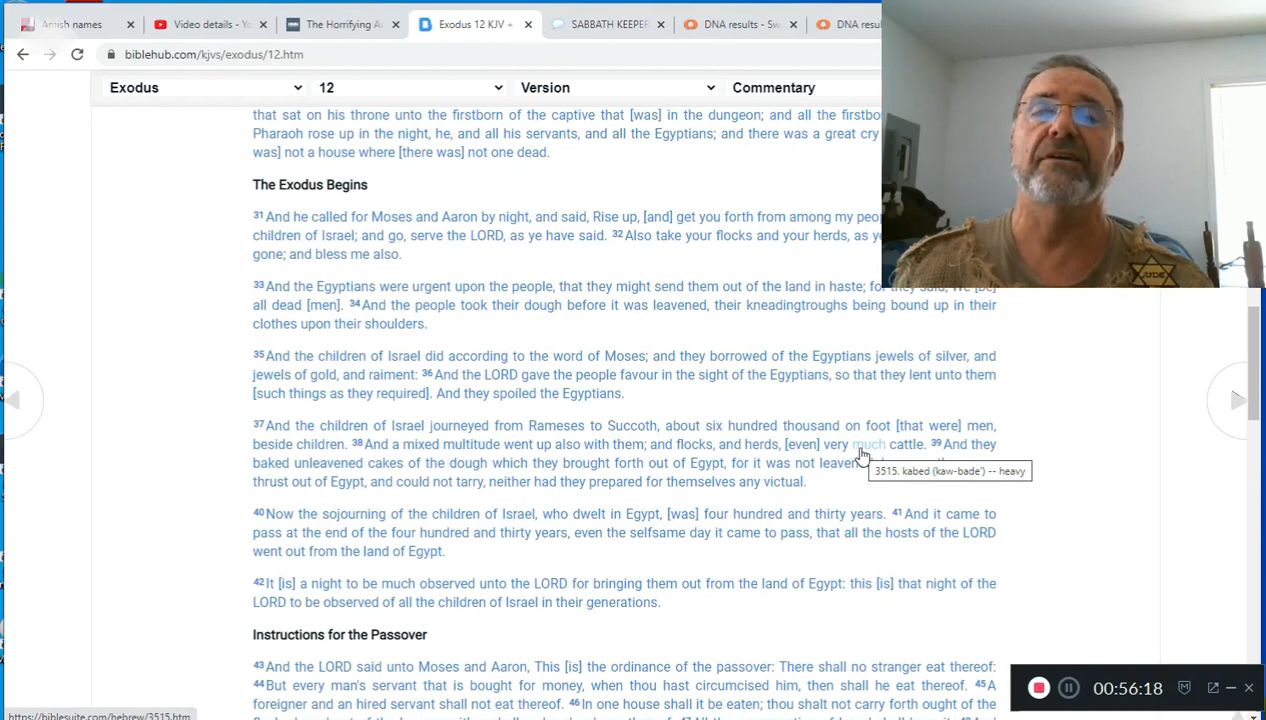 Amish names
Video details - Yo
The Horrifying A
Exodus 12 KJV +
SABBATH KEEPER
DNA results - Sw
DNA resu
biblehub.com/kjvs/exodus/12.htm
Exodus
12
Version
Commentary
that sat on his throne unto the firstborn of the captive that [was] in the dungeon; and all the firstbo
Pharaoh rose up in the night, he, and all his servants, and all the Egyptians; and there was a great cry
was] not a house where [there was] not one dead.
The Exodus Begins
31 And he called for Moses and Aaron by night, and said, Rise up, [and] get you forth from among my peo
children of Israel; and go, serve the LORD, as ye have said. 32 Also take your flocks and your herds, as y
gone; and bless me also.
33 And the Egyptians were urgent upon the people, that they might send them out of the land in haste; for they said, We [be]
all dead [men]. 34 And the people took their dough before it was leavened, their kneadingtroughs being bound up in their
clothes upon their shoulders.
35 And the children of Israel did according to the word of Moses; and they borrowed of the Egyptians jewels of silver, and
jewels of gold, and raiment: 36 And the LORD gave the people favour in the sight of the Egyptians, so that they lent unto them
[such things as they required]. And they spoiled the Egyptians.
37 And the children of Israel journeyed from Rameses to Succoth, about six hundred thousand on foot [that were] men,
beside children. 38 And a mixed multitude went up also with them; and flocks, and herds, [even] very much cattle. 39 And they
baked unleavened cakes of the dough which they brought forth out of Egypt, for it was not leaven
3515. kabed (kaw-bade') -- heavy
thrust out of Egypt, and could not tarry, neither had they prepared for themselves any victual.
40 Now the sojourning of the children of Israel, who dwelt in Egypt, [was] four hundred and thirty years. 41 And it came to
pass at the end of the four hundred and thirty years, even the selfsame day it came to pass, that all the hosts of the LORD
went out from the land of Egypt.
42 It [is] a night to be much observed unto the LORD for bringing them out from the land of Egypt: this [is] that night of the
LORD to be observed of all the children of Israel in their generations.
Instructions for the Passover
43 And the LORD said unto Moses and Aaron, This [is] the ordinance of the passover: There shall no stranger eat thereof:
44 But every man's servant that is bought for money, when thou hast circumcised him, then shall he eat thereof. 45 A
foreigner and an hired servant shall not eat thereof. 46 In one house shall it be eaten; thou shalt not carry forth ought of the
00:56:18
https://biblesuite.com/hebrew/3515.htm